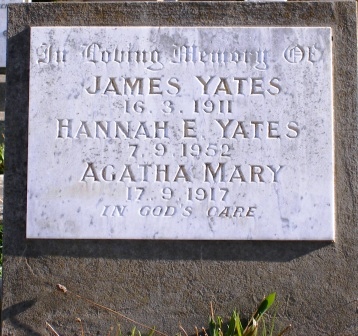 In Loving Memory Of
JAMES YATES
16. 3. 1911
HANNAH E. YATES
7. 9. 1952
AGATHA MARY
17. 9. 1917
IN GOD'S CARE